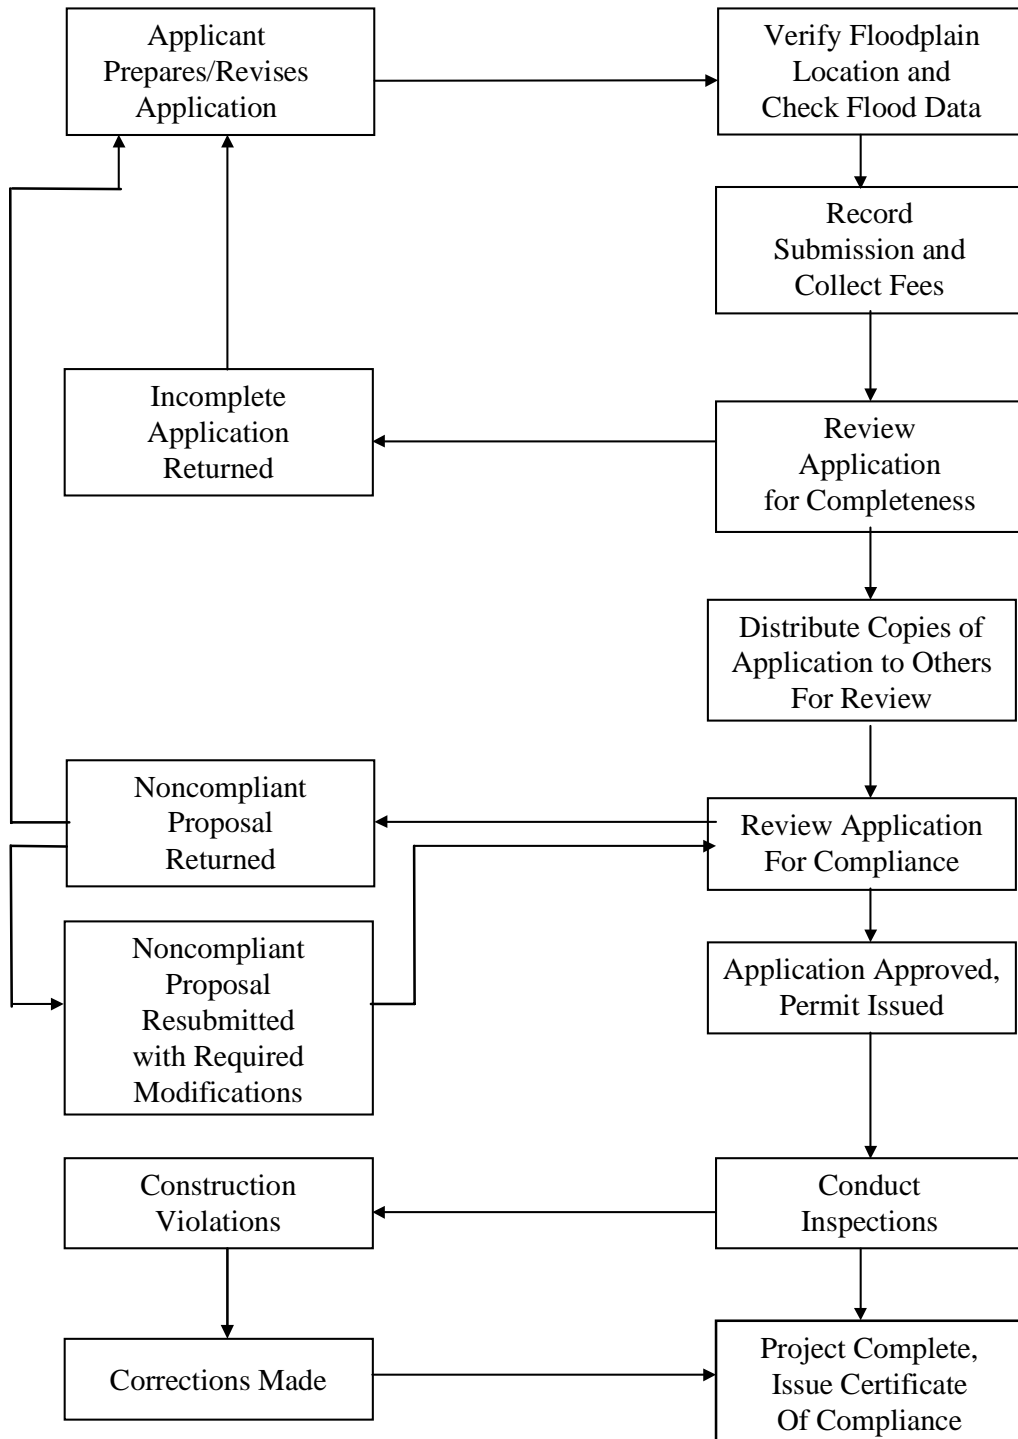 Applicant
Prepares/Revises
Application
Verify Floodplain
Location and
Check Flood Data
Record
Submission and
Collect Fees
Incomplete
Application
Returned
Review
Application
for Completeness
Distribute Copies of
Application to Others
For Review
Noncompliant
Proposal
Returned
Review Application
For Compliance
Noncompliant
Proposal
Resubmitted
with Required
Modifications
Application Approved,
Permit Issued
Construction
Violations
Conduct
Inspections
Corrections Made
Project Complete,
Issue Certificate
Of Compliance